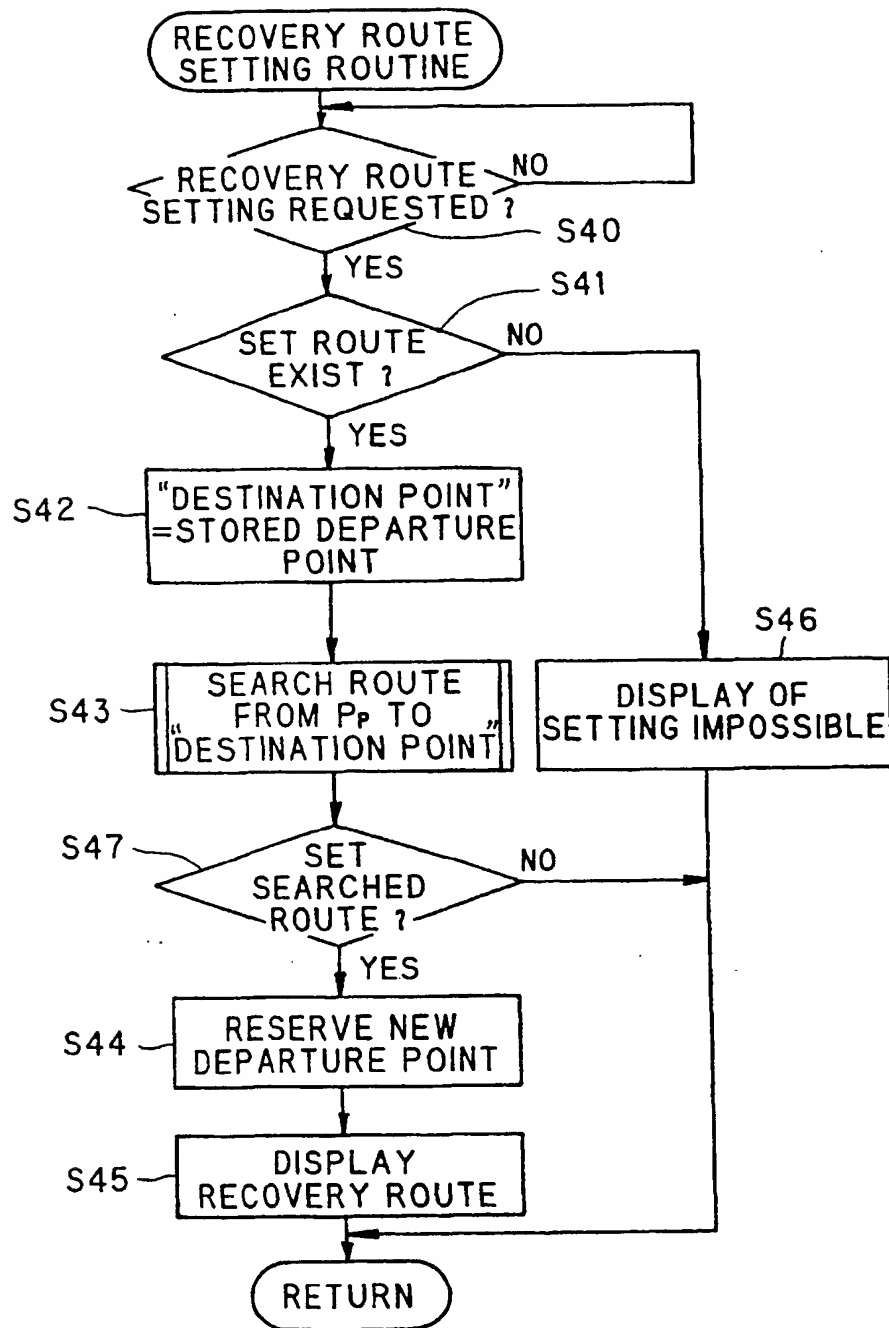 RECOVERY ROUTE
SETTING ROUTINE
RECOVERY ROUTE
SETTING REQUESTED ?
NO
S40
YES
S41
SET ROUTE
EXIST ?
NO
YES
S42
"DESTINATION POINT"
=STORED DEPARTURE
POINT
S43
SEARCH ROUTE
FROM PP TO
"DESTINATION POINT"
S46
DISPLAY OF
SETTING IMPOSSIBLE
S47
SET
SEARCHED
ROUTE ?
NO
YES
S44
RESERVE NEW
DEPARTURE POINT
S45
DISPLAY
RECOVERY ROUTE
RETURN